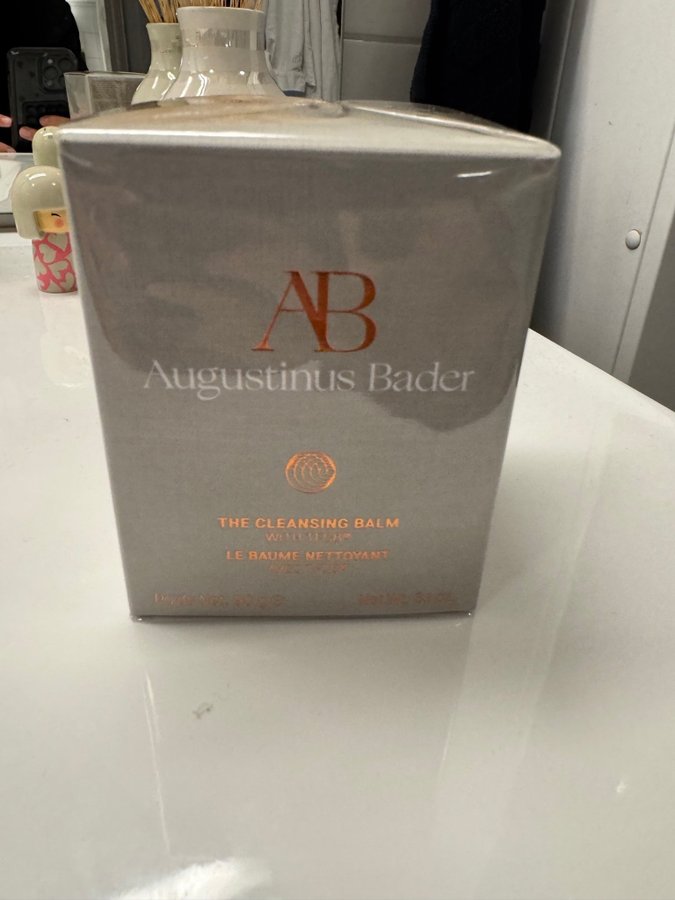 AB
Augustinus Bader
THE CLEANSING BALM
LE BAUME NETTOYANT